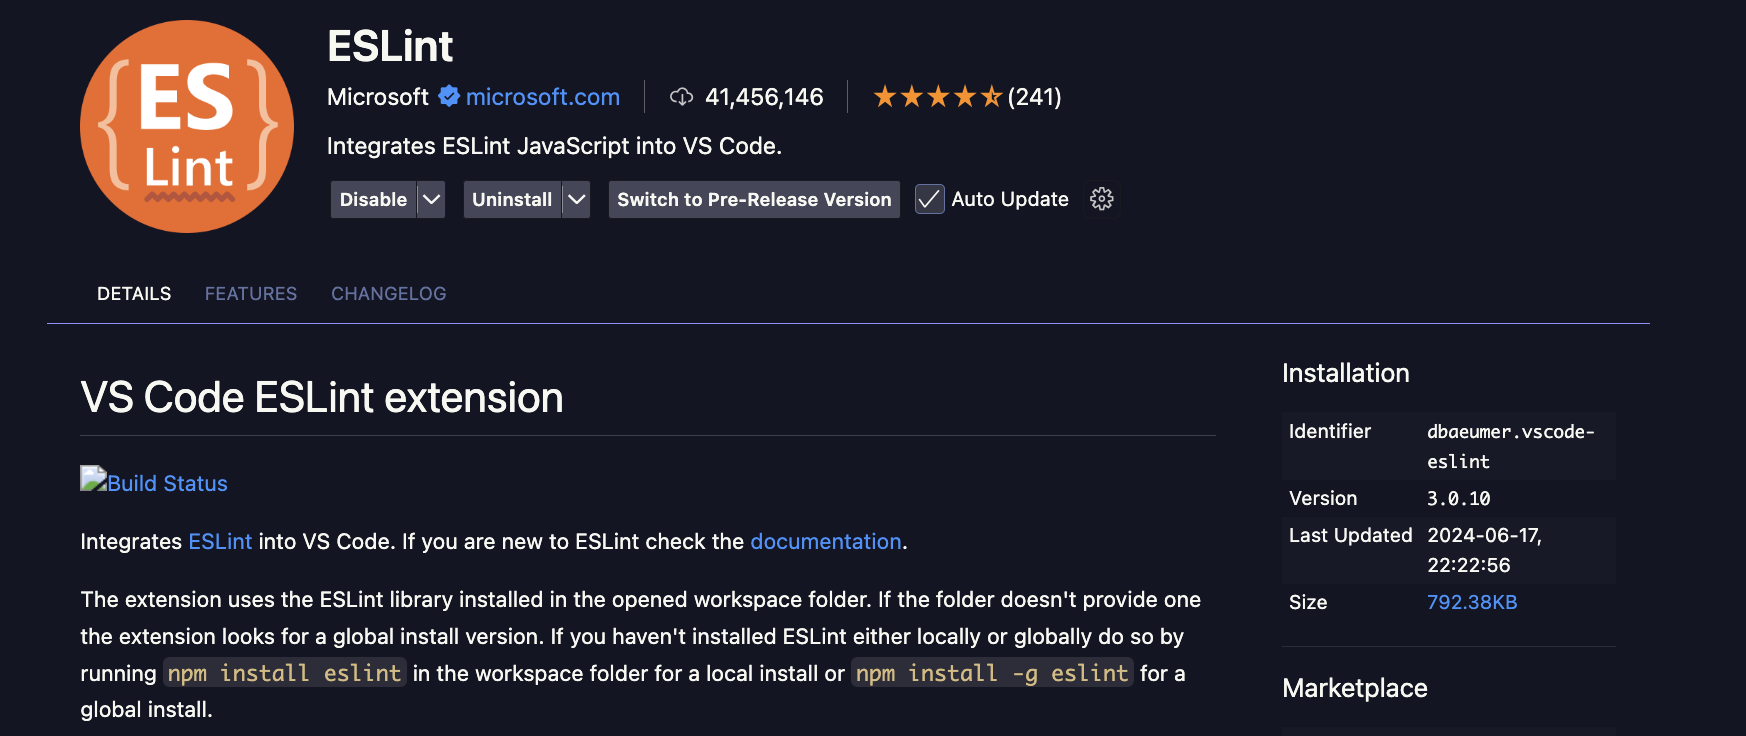 ES
Lint
ESLint
Microsoft microsoft.com 41,456,146 (241)
Integrates ESLint JavaScript into VS Code.
Disable Uninstall Switch to Pre-Release Version Auto Update
DETAILS FEATURES CHANGELOG
VS Code ESLint extension
Build Status
Integrates ESLint into VS Code. If you are new to ESLint check the documentation.
The extension uses the ESLint library installed in the opened workspace folder. If the folder doesn't provide one
the extension looks for a global install version. If you haven't installed ESLint either locally or globally do so by
running npm install eslint in the workspace folder for a local install or npm install -g eslint for a
global install.
Installation
Identifier dbaeumer.vscode-
eslint
Version 3.0.10
Last Updated 2024-06-17,
22:22:56
Size 792.38KB
Marketplace